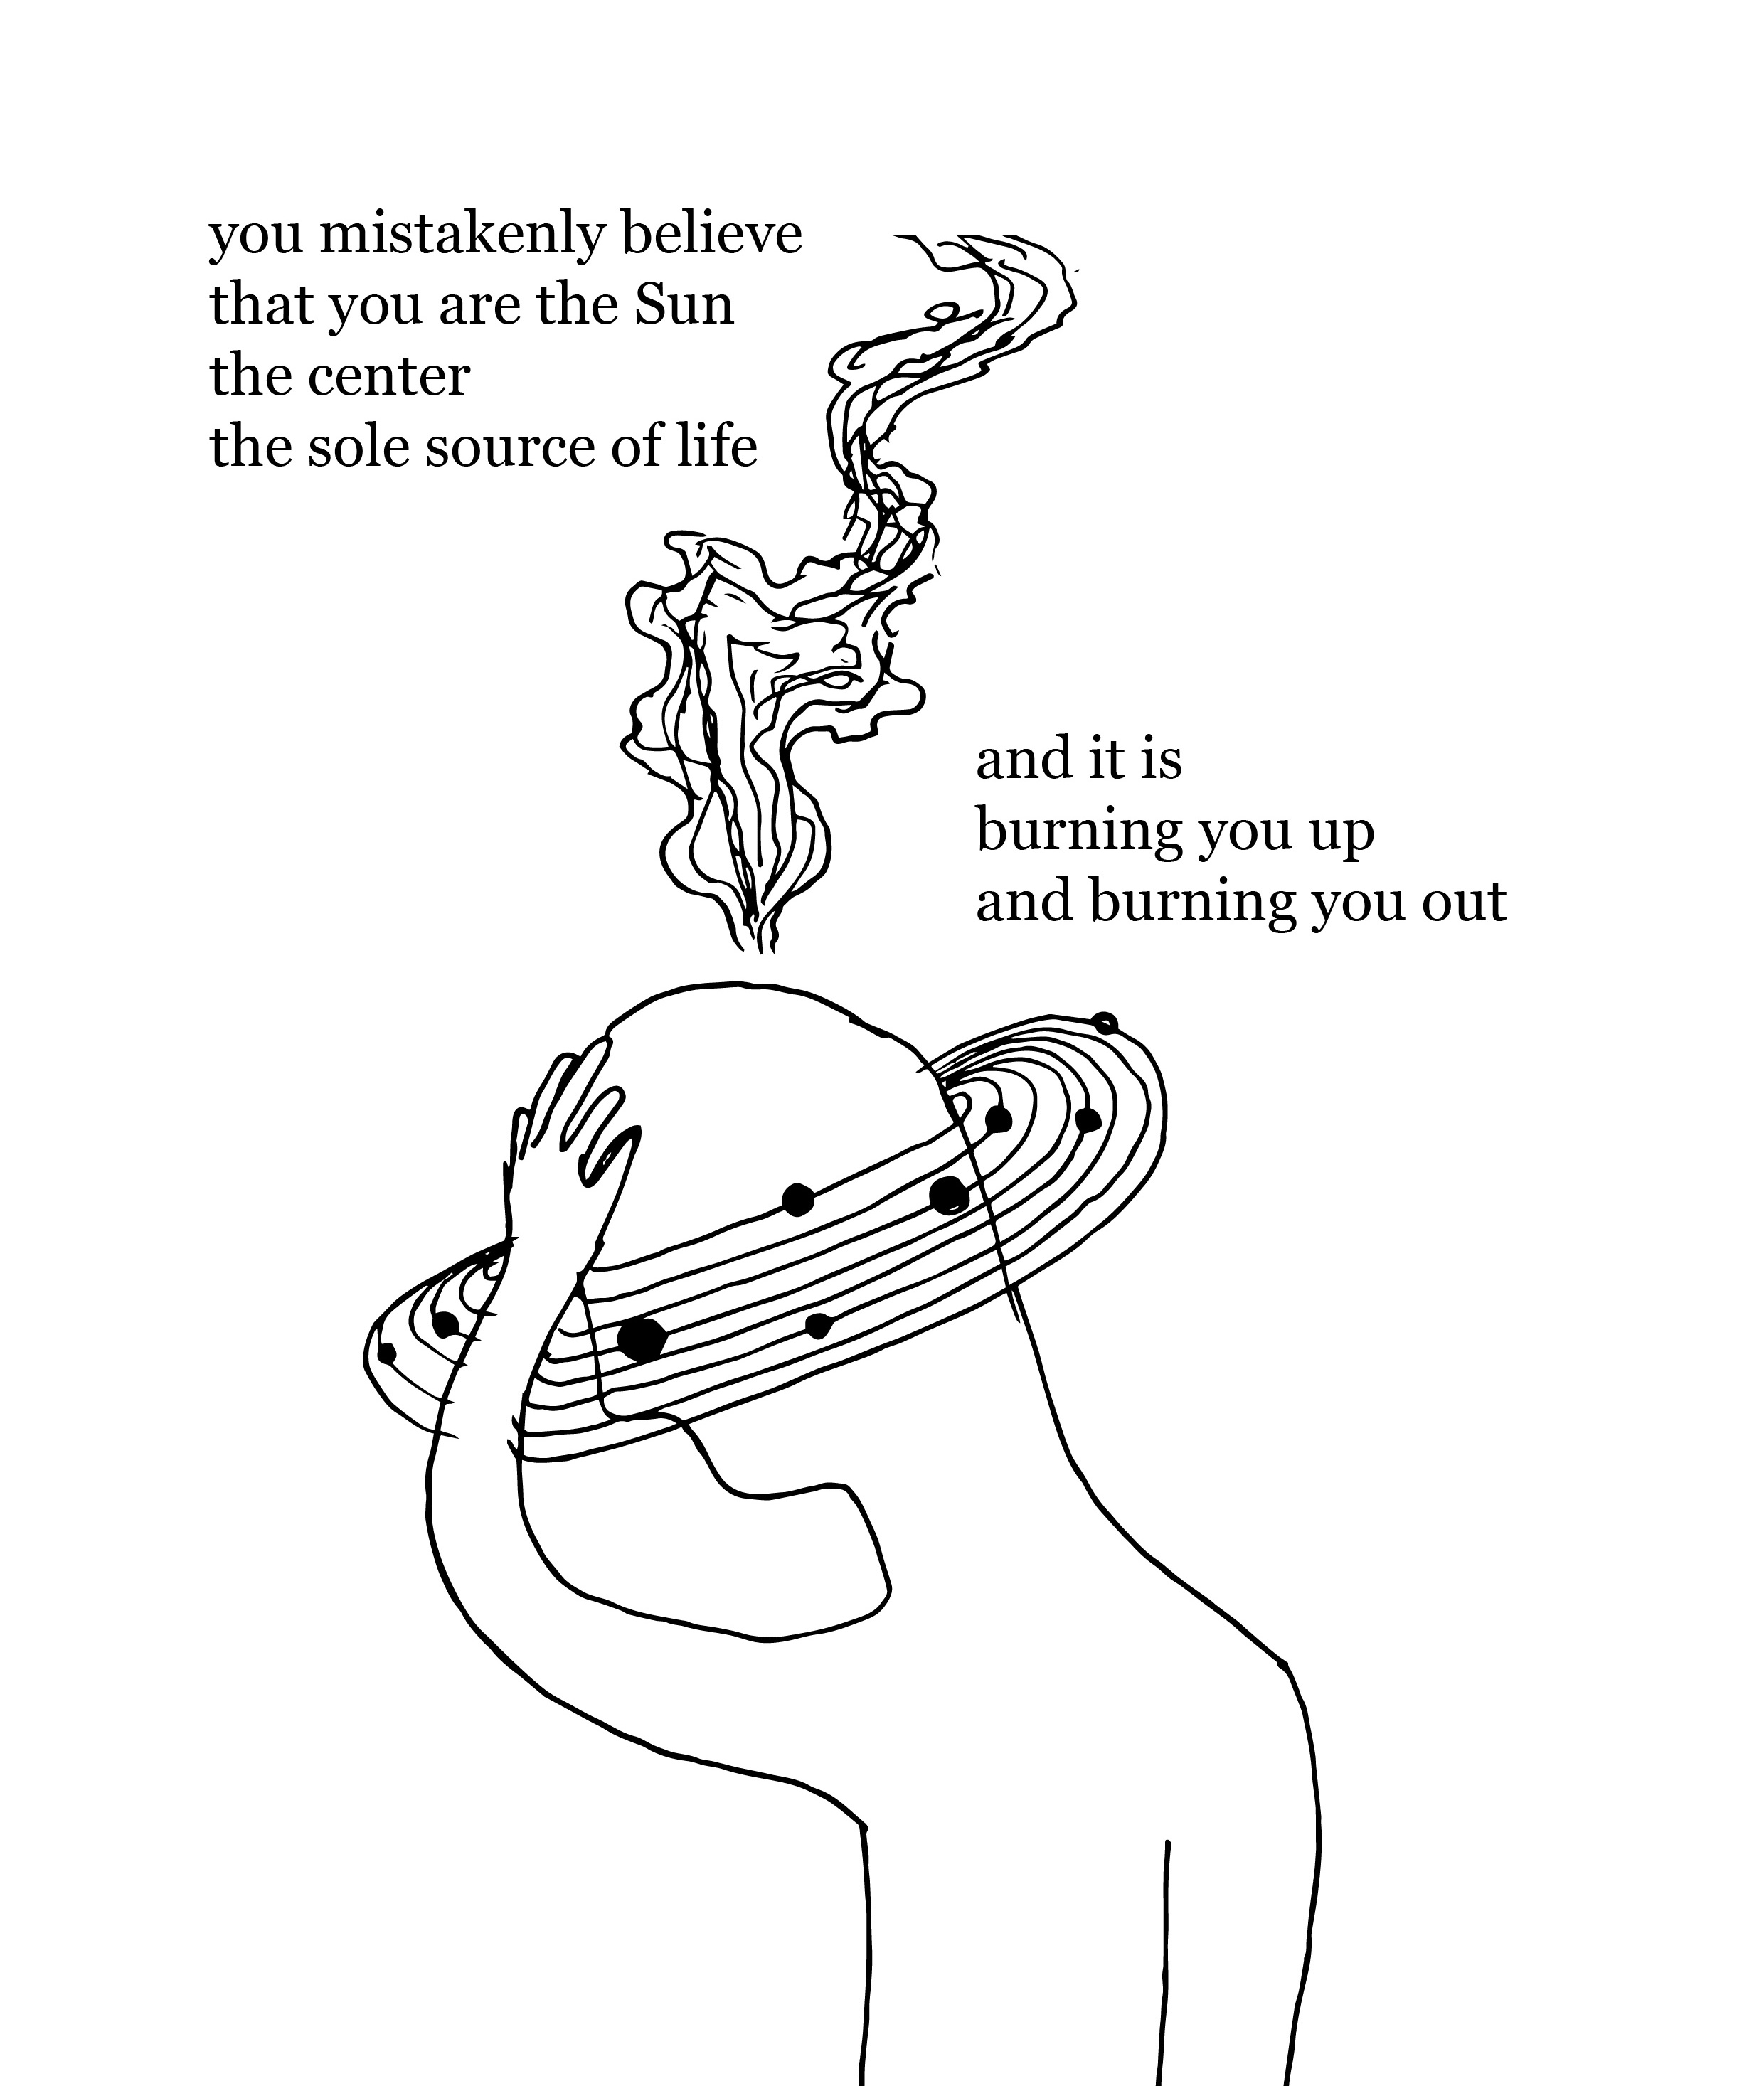 you mistakenly believe
that you are the Sun
the center
the sole source of life
and it is
burning you up
and burning you out